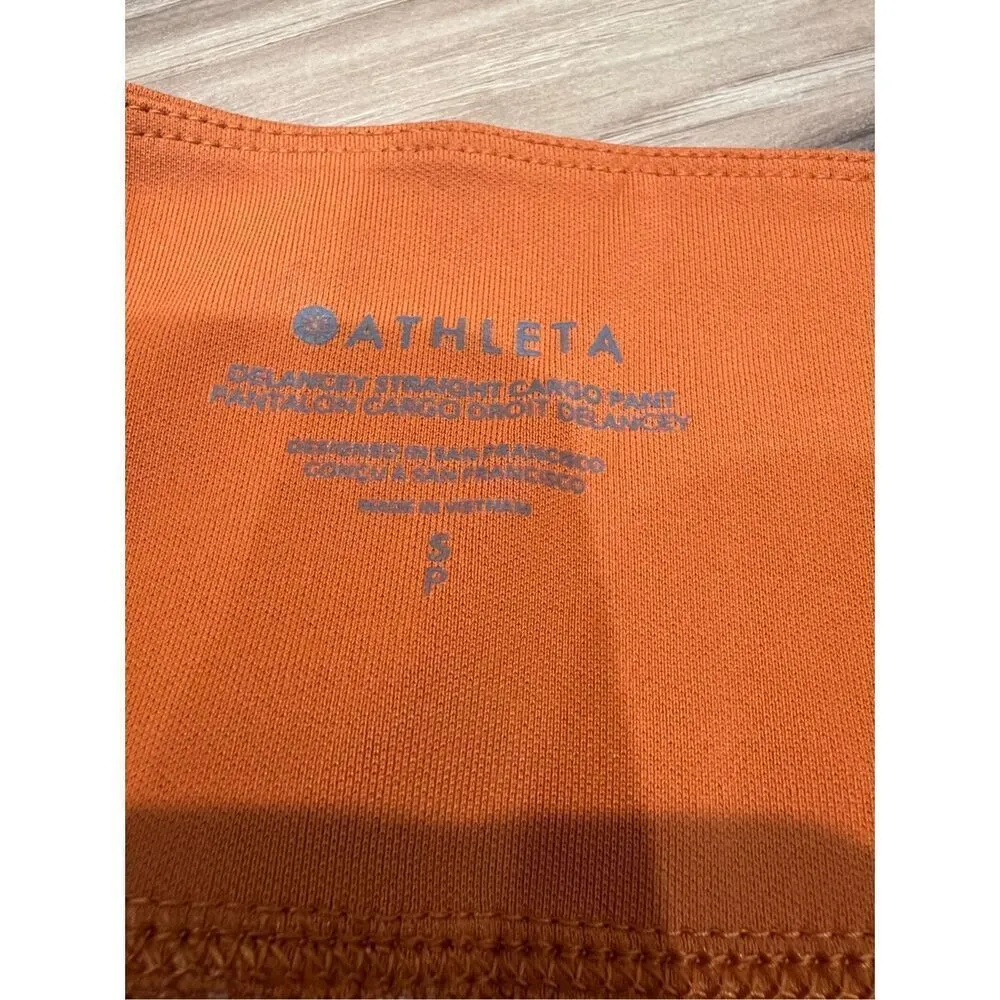 ATHLETA
DELANCEY STRAIGHT CARGO PANT
PANTALON CARGO DROIT DELANCEY
DESIGNED IN SAN FRANCISCO
CONÇU À SAN FRANCISCO
MADE IN VIETNAM
S
P